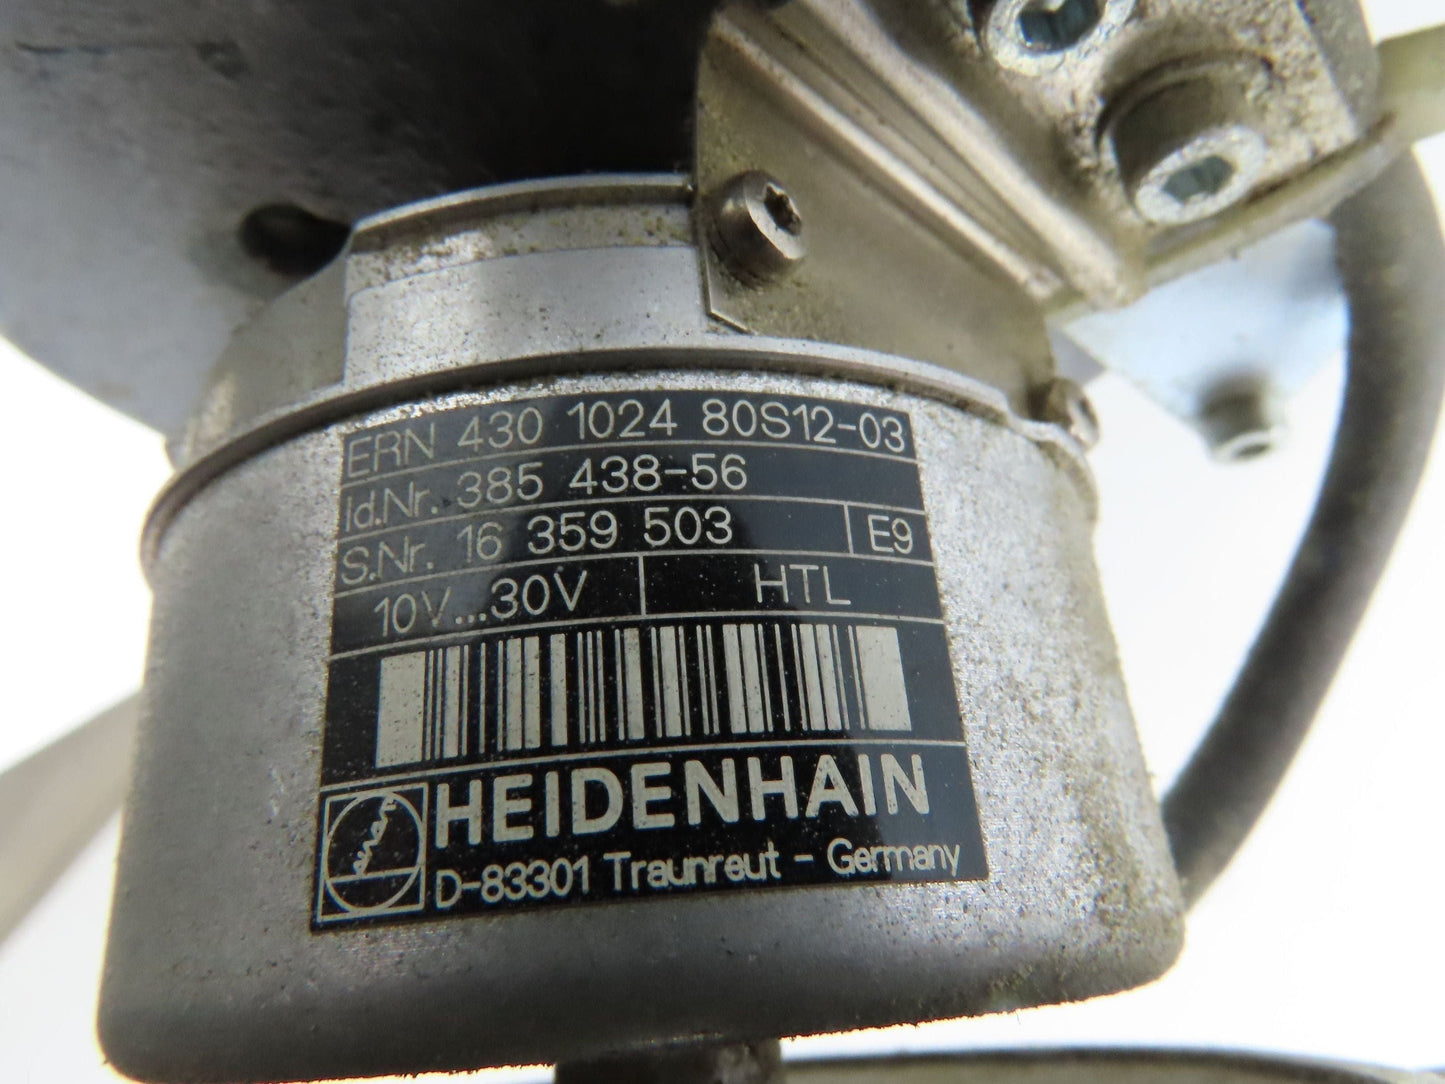 ERN 430 1024 80S12-03
Id.Nr. 385 438-56
S.Nr. 16 359 503 E9
10V...30V HTL
HEIDENHAIN
D-83301 Traunreut - Germany